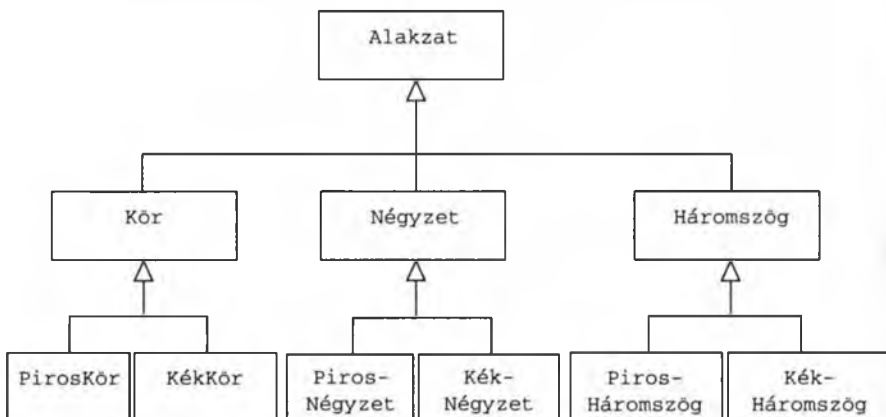 Alakzat
Kör
Négyzet
Háromszög
PirosKör
KékKör
Piros-
Négyzet
Kék-
Négyzet
Piros-
Háromszög
Kék-
Háromszög